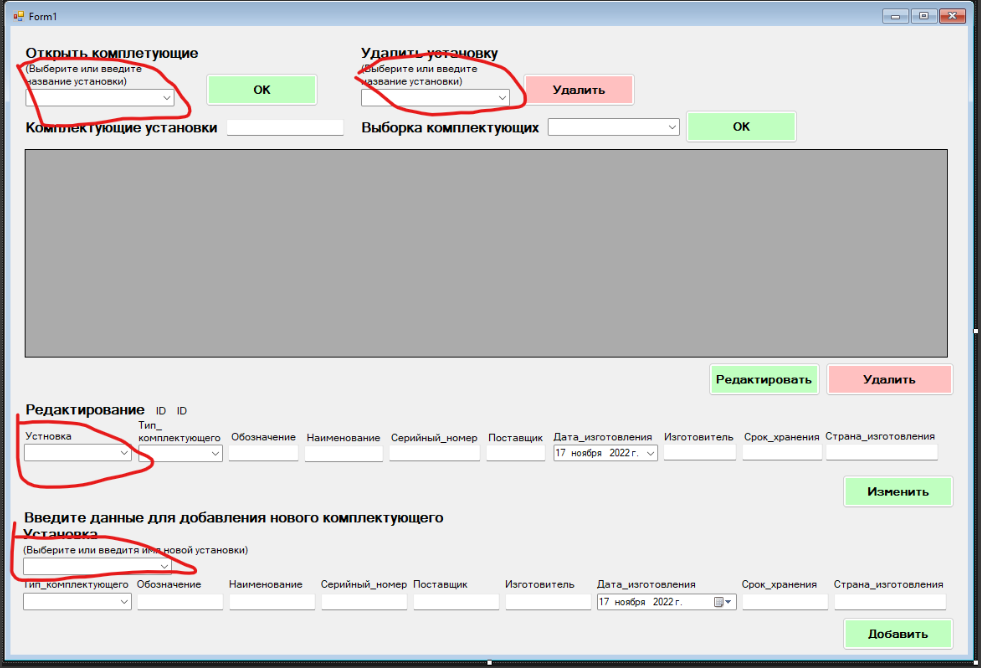 Form1
Открыть комплетующие
(Выберите или введите
название установки)
ОК
Удалить установку
(Выберите или введите
название установки)
Удалить
Комплектующие установки
Выборка комплектующих
ОК
Редактировать
Удалить
Редактирование ID ID
Устновка
Тип_
комплектующего
Обозначение
Наименование
Серийный_номер
Поставщик
Дата_изготовления
Изготовитель
Срок_хранения
Страна_изготовления
17 ноября 2022 г.
Изменить
Введите данные для добавления нового комплектующего
Установка
(Выберите или введитя имя новой установки)
Тип_комплектующего
Обозначение
Наименование
Серийный_номер
Поставщик
Изготовитель
Дата_изготовления
Срок_хранения
Страна_изготовления
17 ноября 2022 г.
Добавить